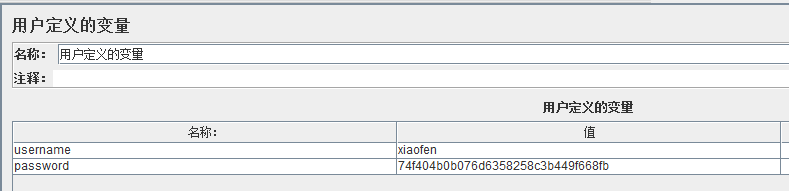 用户定义的变量
名称： 用户定义的变量
注释：
用户定义的变量
名称: 值
username xiaofen
password 74f404b0b076d6358258c3b449f668fb